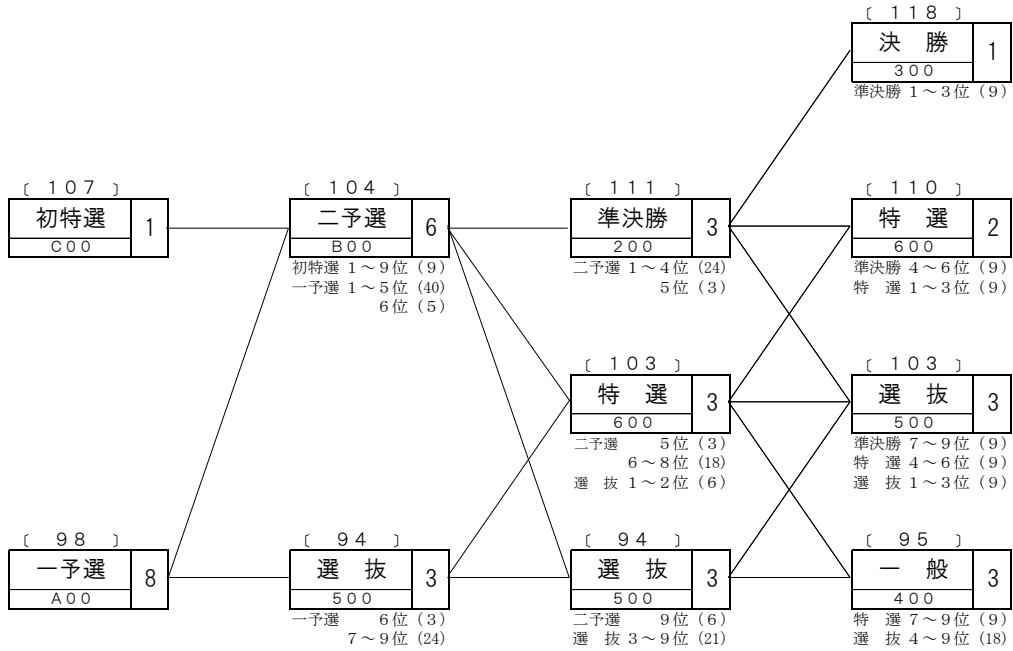 〔 １１８ 〕
決 勝 1
３００
準決勝 １～３位（９）
〔 １０７ 〕
初特選 1
Ｃ００
〔 １０４ 〕
二予選 6
Ｂ００
初特選 １～９位（９）
一予選 １～５位（40）
６位（５）
〔 １１１ 〕
準決勝 3
２００
二予選 １～４位（24）
５位（３）
〔 １１０ 〕
特 選 2
６００
準決勝 ４～６位（９）
特 選 １～３位（９）
〔 １０３ 〕
特 選 3
６００
二予選 ５位（３）
６～８位（18）
選 抜 １～２位（６）
〔 １０３ 〕
選 抜 3
５００
準決勝 ７～９位（９）
特 選 ４～６位（９）
選 抜 １～３位（９）
〔 ９８ 〕
一予選 8
Ａ００
〔 ９４ 〕
選 抜 3
５００
一予選 ６位（３）
７～９位（24）
〔 ９４ 〕
選 抜 3
５００
二予選 ９位（６）
選 抜 ３～９位（21）
〔 ９５ 〕
一 般 3
４００
特 選 ７～９位（９）
選 抜 ４～９位（18）